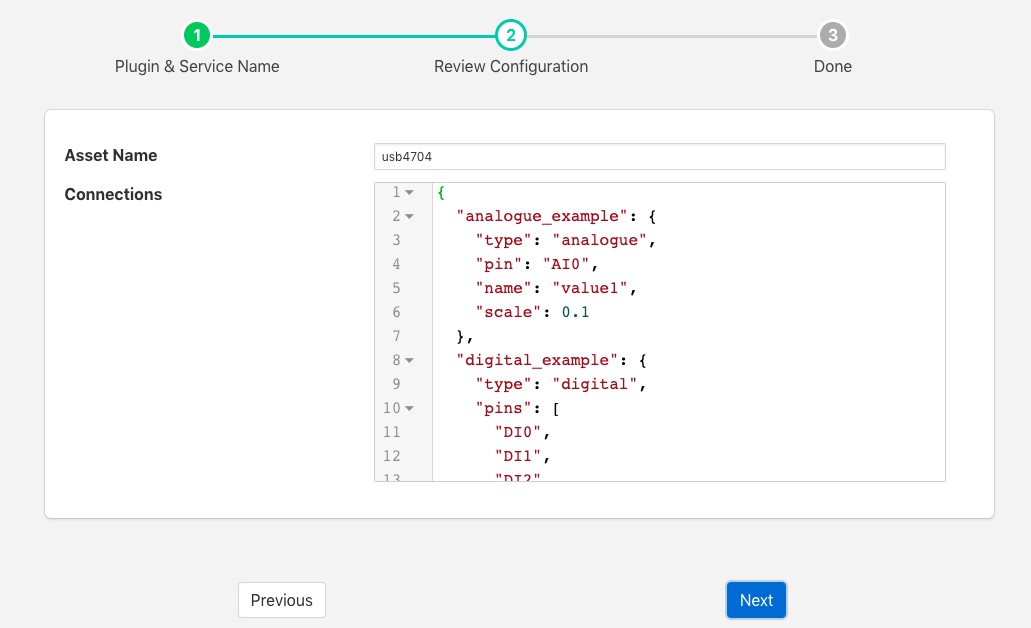 1 2 3
Plugin & Service Name Review Configuration Done
Asset Name usb4704
Connections
1 {
2 "analogue_example": {
3 "type": "analogue",
4 "pin": "AI0",
5 "name": "value1",
6 "scale": 0.1
7 },
8 "digital_example": {
9 "type": "digital",
10 "pins": [
11 "DI0",
12 "DI1",
13 "DI2"
Previous Next